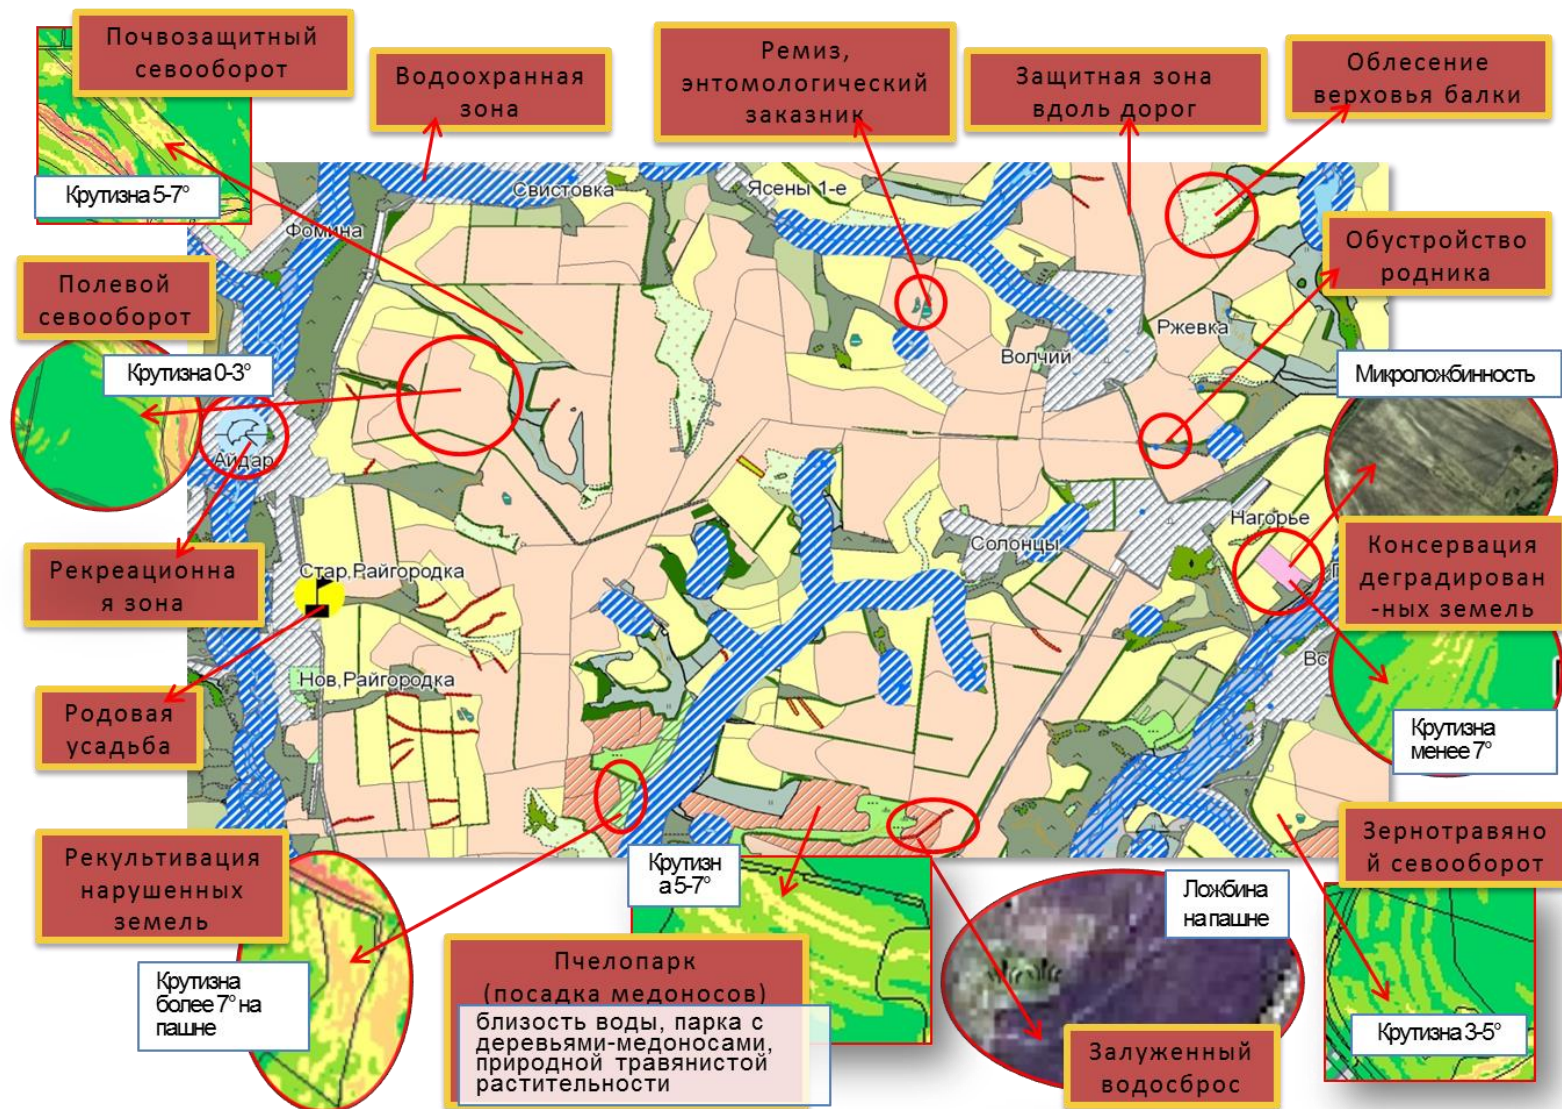 Почвозащитный
севооборот
Водоохранная
зона
Ремиз,
энтомологический
заказник
Защитная зона
вдоль дорог
Облесение
верховья балки
Крутизна 5-7°
Свистовка
Ясены 1-е
Фомина
Обустройство
родника
Полевой
севооборот
Ржевка
Волчий
Крутизна 0-3°
Микроложбинность
Айдар
Нагорье
Солонцы
Рекреационна
я зона
Стар,Райгородка
Консервация
деградирован
-ных земель
Нов,Райгородка
Вс
Родовая
усадьба
Крутизна
менее 7°
Рекультивация
нарушенных
земель
Крутизн
а 5-7°
Ложбина
на пашне
Зернотравяно
й севооборот
Крутизна
более 7° на
пашне
Пчелопарк
(посадка медоносов)
близость воды, парка с
деревьями-медоносами,
природной травянистой
растительности
Залуженный
водосброс
Крутизна 3-5°